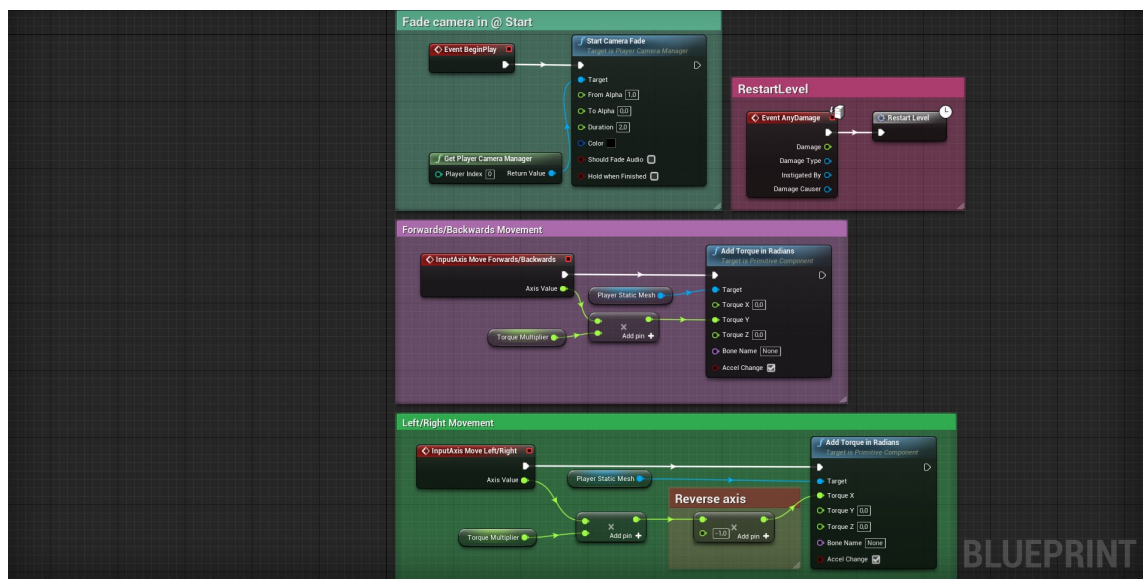 Fade camera in @ Start
Event BeginPlay
Start Camera Fade
Target is Player Camera Manager
Target
From Alpha 1,0
To Alpha 0,0
Duration 2,0
Color
Should Fade Audio
Hold when Finished
Get Player Camera Manager
Player Index 0 Return Value
RestartLevel
Event AnyDamage
Restart Level
Damage
Damage Type
Instigated By
Damage Causer
Forwards/Backwards Movement
InputAxis Move Forwards/Backwards
Axis Value
Player Static Mesh
Torque Multiplier
Add pin
Add Torque in Radians
Target is Primitive Component
Target
Torque X 0,0
Torque Y
Torque Z 0,0
Bone Name None
Accel Change
Left/Right Movement
InputAxis Move Left/Right
Axis Value
Player Static Mesh
Torque Multiplier
Add pin
Reverse axis
-1,0
Add pin
Add Torque in Radians
Target is Primitive Component
Target
Torque X
Torque Y 0,0
Torque Z 0,0
Bone Name None
Accel Change
BLUEPRINT